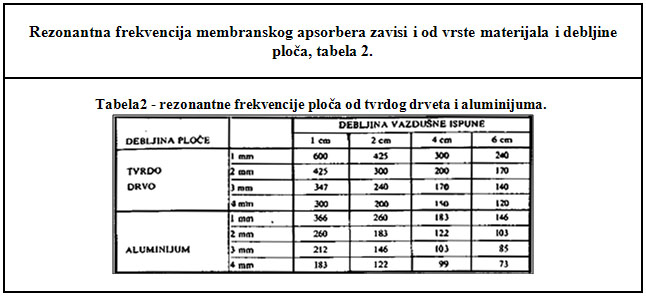 Rezonantna frekvencija membranskog apsorbera zavisi i od vrste materijala i debljine
ploča, tabela 2.
Tabela2 - rezonantne frekvencije ploča od tvrdog drveta i aluminijuma.
DEBLJINA VAZDUŠNE ISPUNE
DEBLJINA PLOČE 1 cm 2 cm 4 cm 6 cm
1 mm 600 425 300 240
TVRDO 2 mm 425 300 200 170
DRVO 3 mm 347 240 170 140
4 mm 300 200 150 120
1 mm 366 260 183 146
2 mm 260 183 122 103
ALUMINIJUM 3 mm 212 146 103 85
4 mm 183 122 99 73